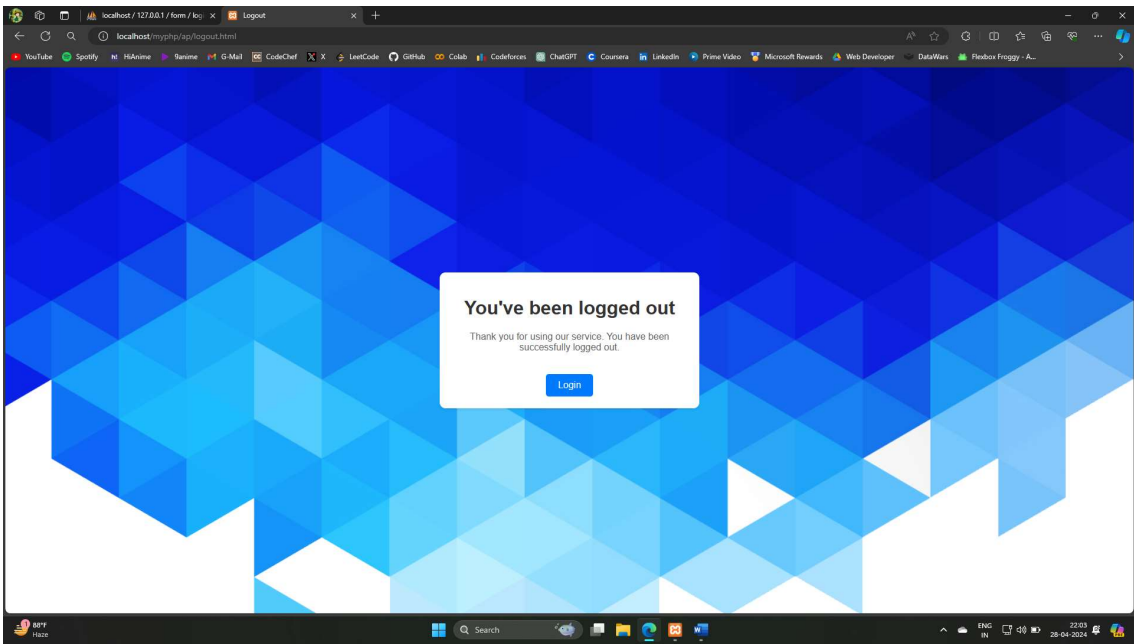 localhost / 127.0.0.1 / form / logi
Logout
localhost/myphp/ap/logout.html
YouTube Spotify HiAnime 9anime G-Mail CodeChef X LeetCode GitHub Colab Codeforces ChatGPT Coursera LinkedIn Prime Video Microsoft Rewards Web Developer DataWars Flexbox Froggy - A...
You've been logged out
Thank you for using our service. You have been
successfully logged out.
Login
88°F
Haze
Search
ENG
IN
22:03
28-04-2024